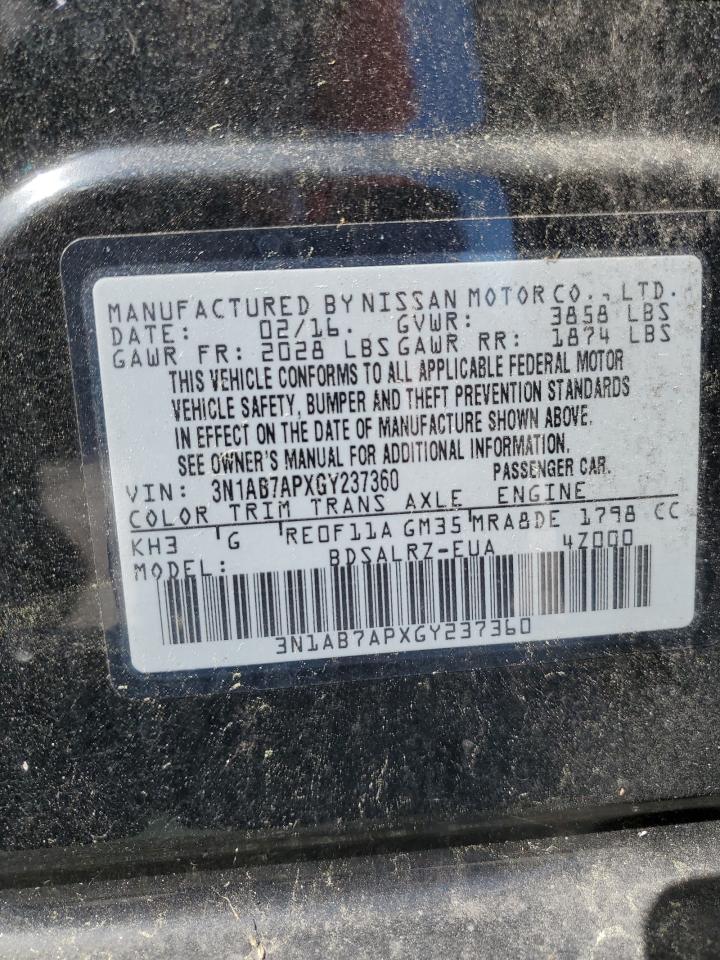 MANUFACTURED BY NISSAN MOTOR CO., LTD.
DATE: 02/16. GVWR: 3858 LBS
GAWR FR: 2028 LBS GAWR RR: 1874 LBS
THIS VEHICLE CONFORMS TO ALL APPLICABLE FEDERAL MOTOR
VEHICLE SAFETY, BUMPER AND THEFT PREVENTION STANDARDS
IN EFFECT ON THE DATE OF MANUFACTURE SHOWN ABOVE.
SEE OWNER'S MANUAL FOR ADDITIONAL INFORMATION.
VIN: 3N1AB7APXGY237360 PASSENGER CAR.
COLOR TRIM TRANS AXLE ENGINE
KH3 G RE0F11A GM35 MRA8DE 1798 CC
MODEL: BDSALRZ-EUA 4Z000
3N1AB7APXGY237360